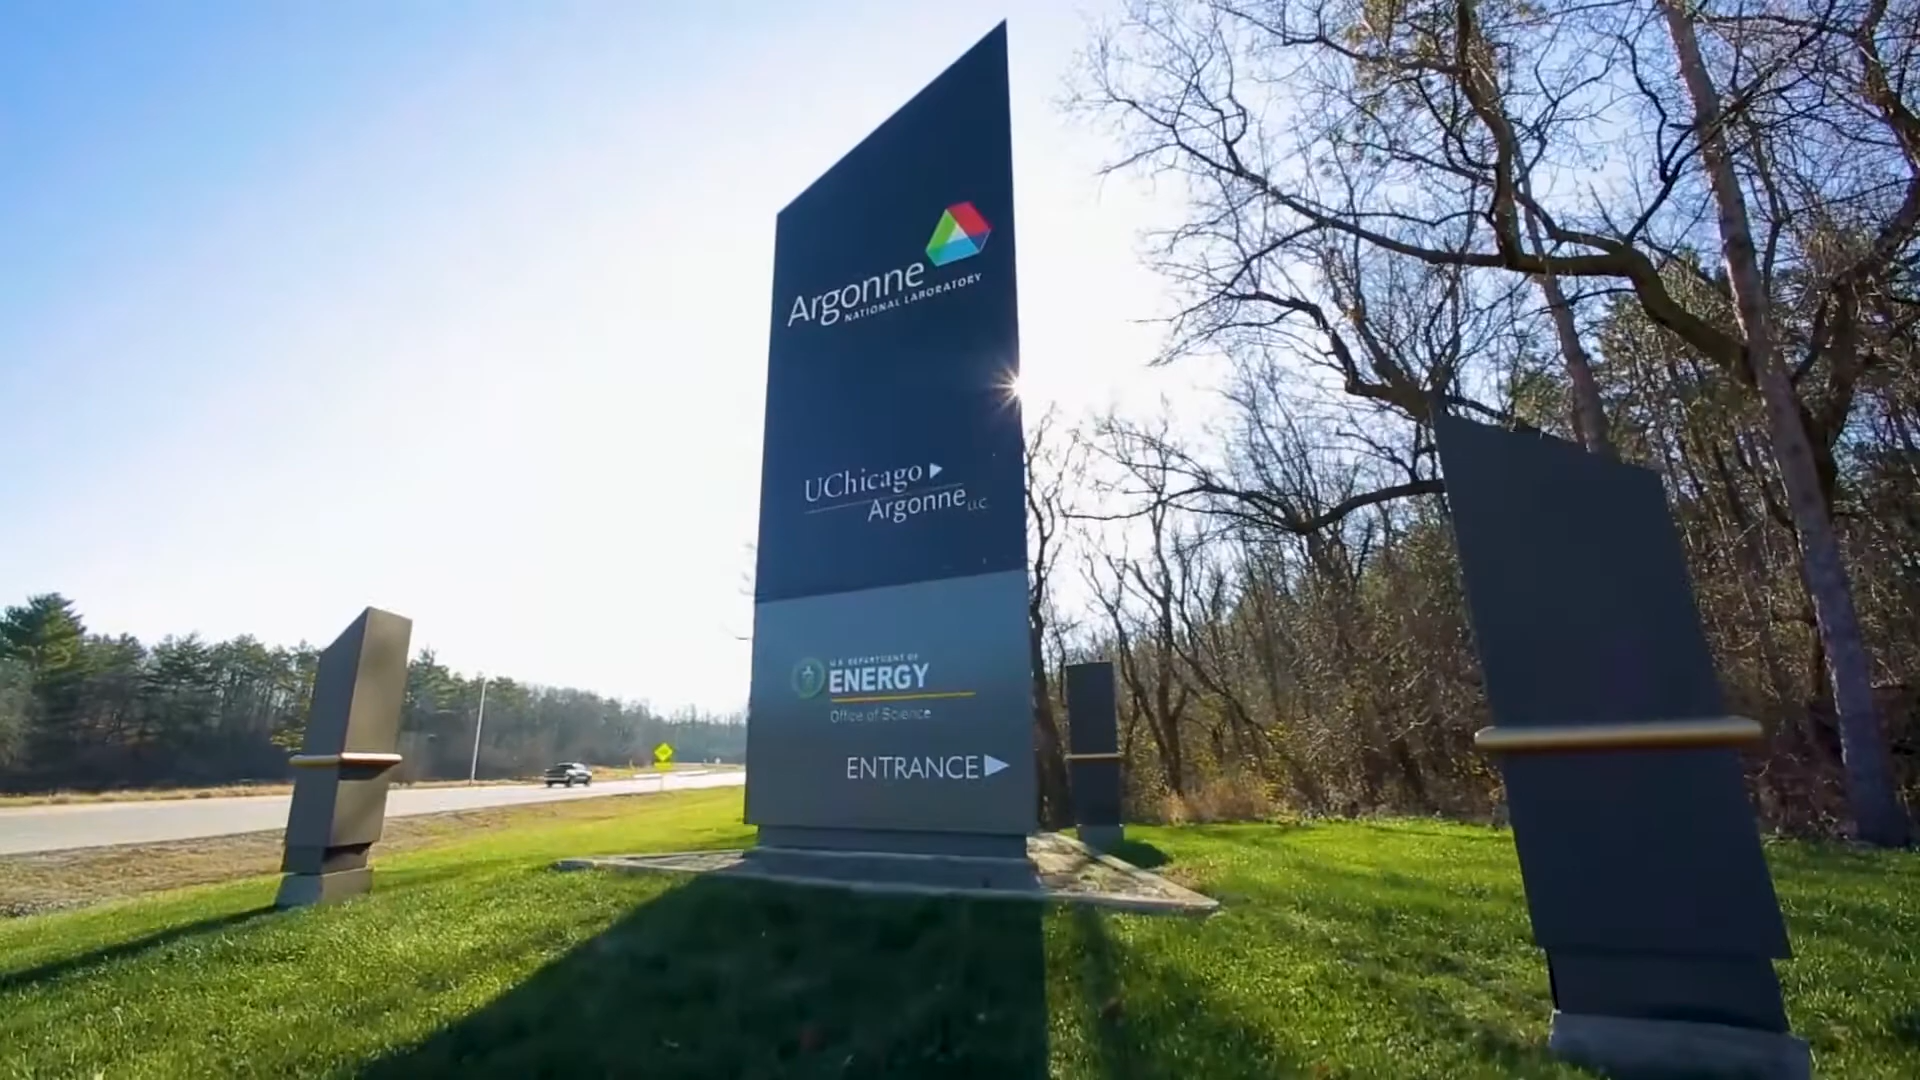 Argonne
NATIONAL LABORATORY
UChicago
Argonne LLC
U.S. DEPARTMENT OF
ENERGY
Office of Science
ENTRANCE